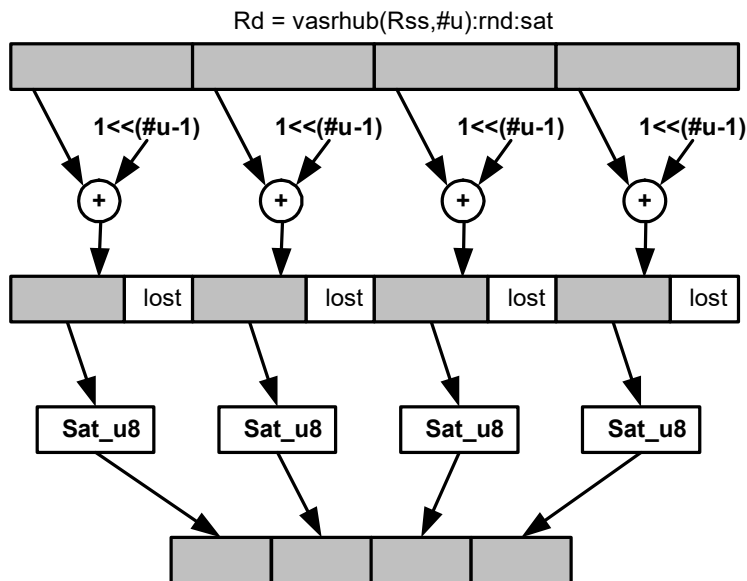 Rd = vasrhub(Rss,#u):rnd:sat
1<<(#u-1) 1<<(#u-1) 1<<(#u-1) 1<<(#u-1)
+ + + +
lost lost lost lost
Sat_u8 Sat_u8 Sat_u8 Sat_u8